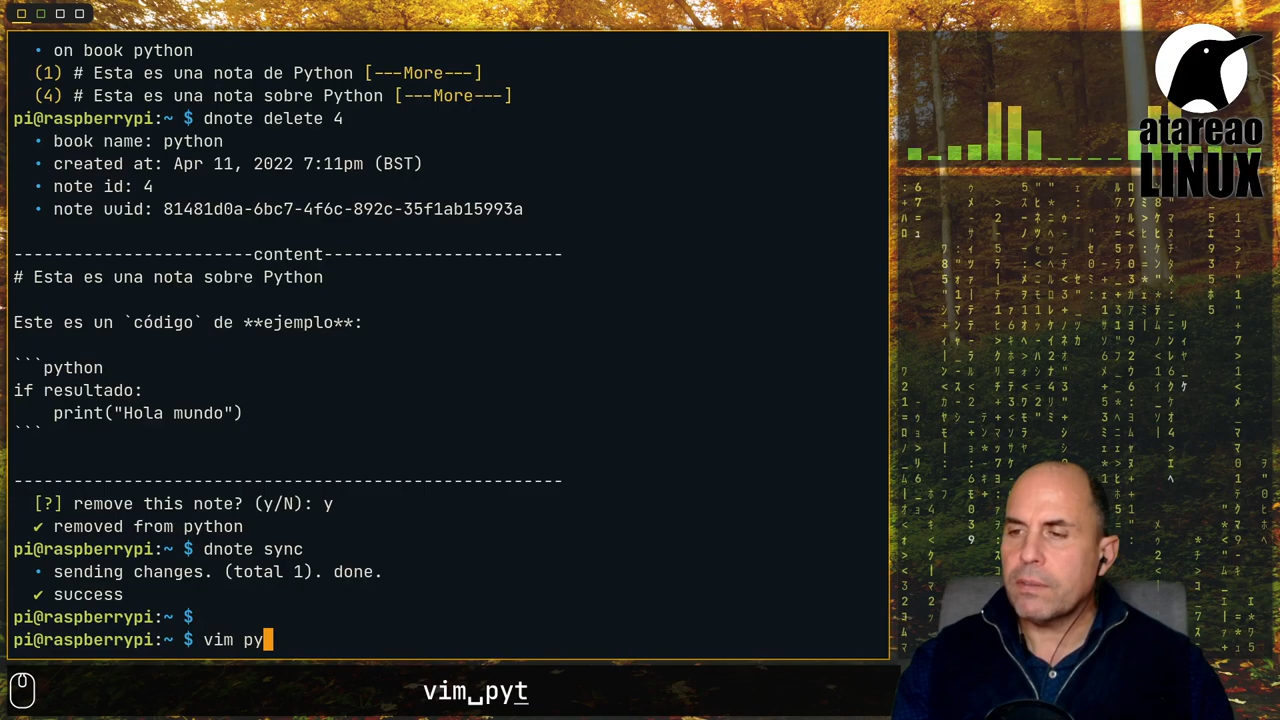 • on book python
(1) # Esta es una nota de Python [---More---]
(4) # Esta es una nota sobre Python [---More---]
pi@raspberrypi:~ $ dnote delete 4
• book name: python
• created at: Apr 11, 2022 7:11pm (BST)
• note id: 4
• note uuid: 81481d0a-6bc7-4f6c-892c-35f1ab15993a
------------------------content------------------------
# Esta es una nota sobre Python
Este es un `código` de **ejemplo**:
```python
if resultado:
    print("Hola mundo")
```
-------------------------------------------------------
[?] remove this note? (y/N): y
✔ removed from python
pi@raspberrypi:~ $ dnote sync
• sending changes. (total 1). done.
✔ success
pi@raspberrypi:~ $
pi@raspberrypi:~ $ vim py
vim␣pyt
atareao
LINUX